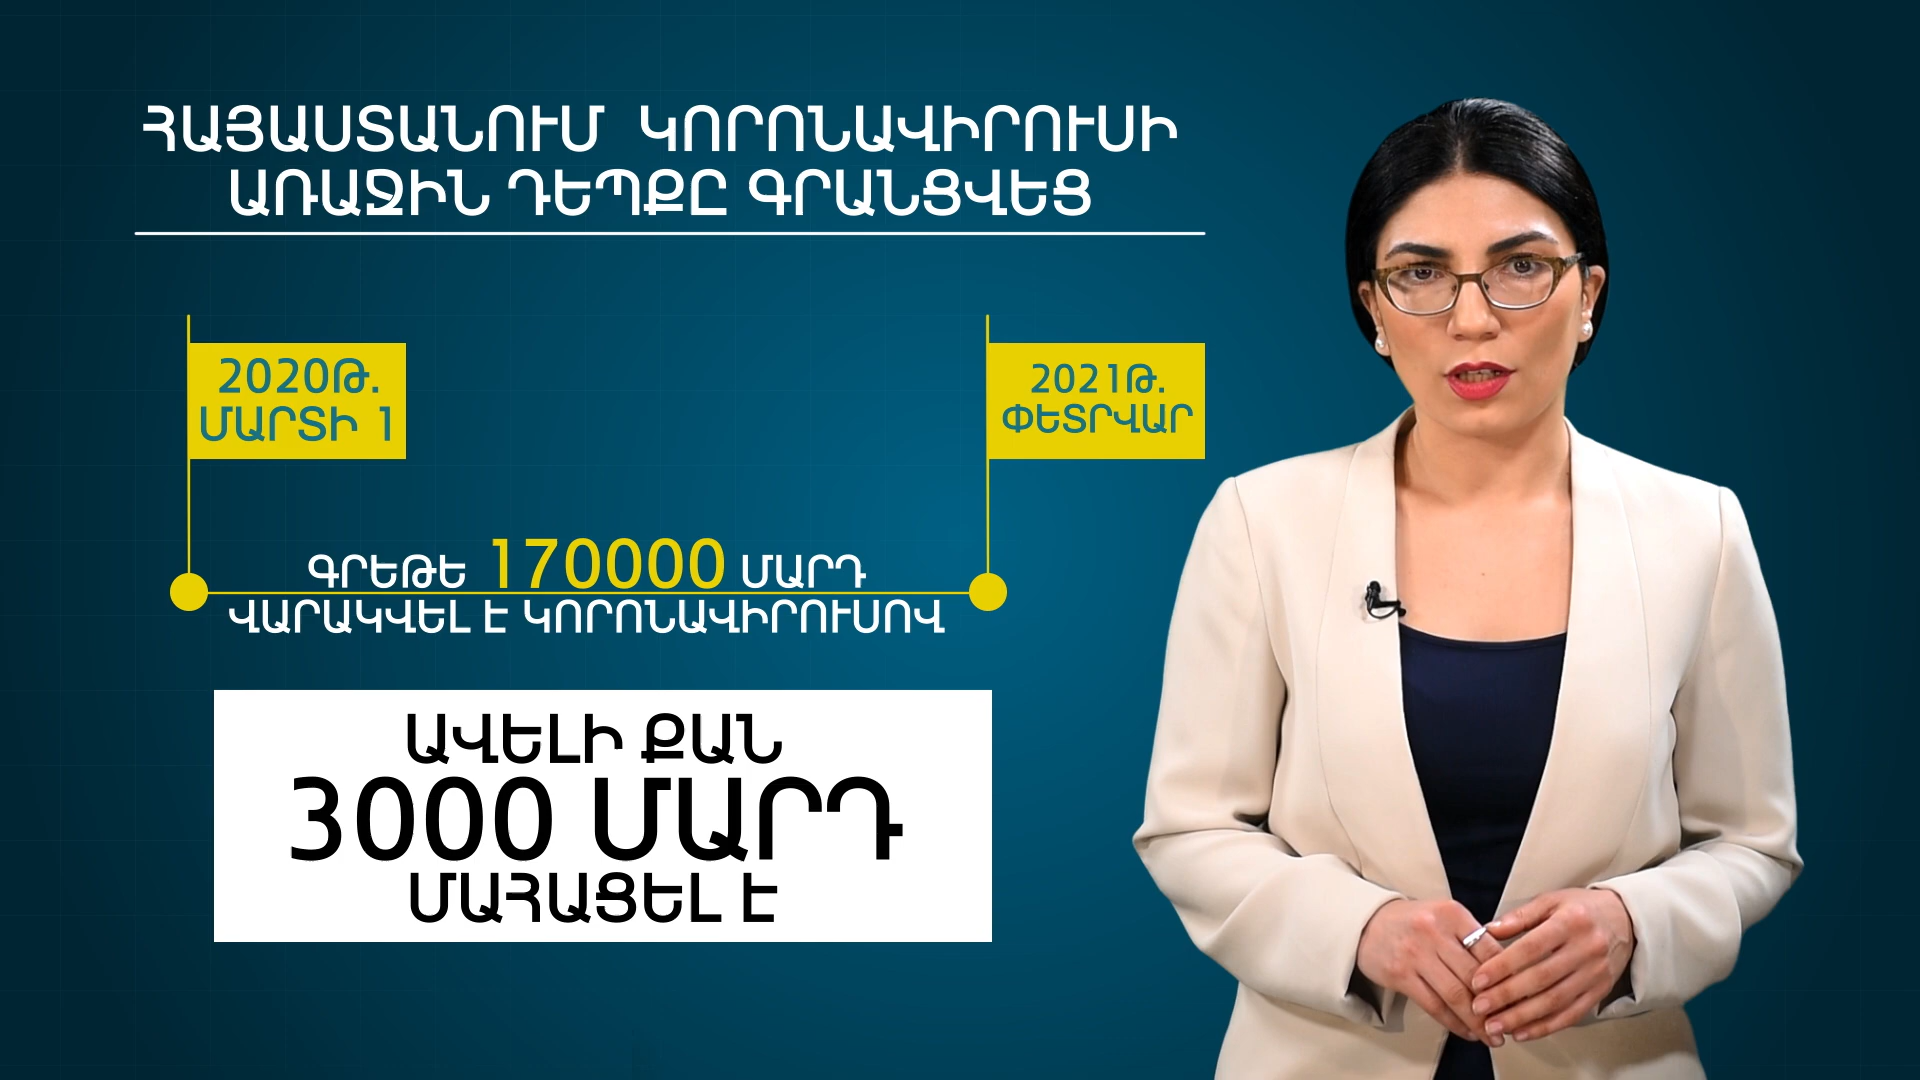 ՀԱՅԱՍՏԱՆՈՒՄ ԿՈՐՈՆԱՎԻՐՈՒՍԻ
ԱՌԱՋԻՆ ԴԵՊՔԸ ԳՐԱՆՑՎԵՑ
2020Թ.
ՄԱՐՏԻ 1
2021Թ.
ՓԵՏՐՎԱՐ
ԳՐԵԹԵ 170000 ՄԱՐԴ
ՎԱՐԱԿՎԵԼ Է ԿՈՐՈՆԱՎԻՐՈՒՍՈՎ
ԱՎԵԼԻ ՔԱՆ
3000 ՄԱՐԴ
ՄԱՀԱՑԵԼ Է